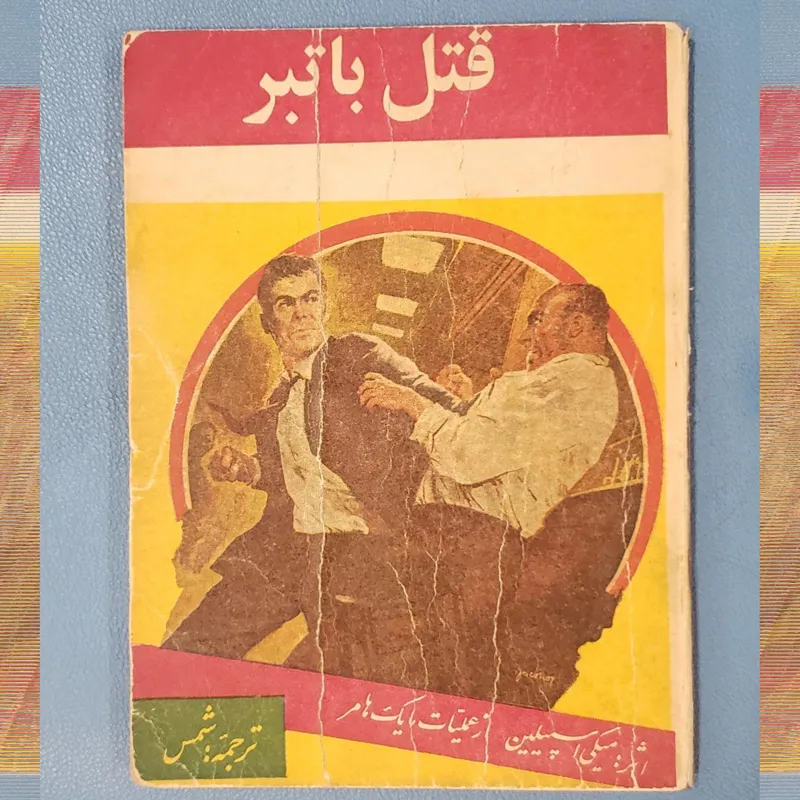 قتل با تبر
اثر: میکی اسپیلین
از عملیات مایک هامر
ترجمه: شمس